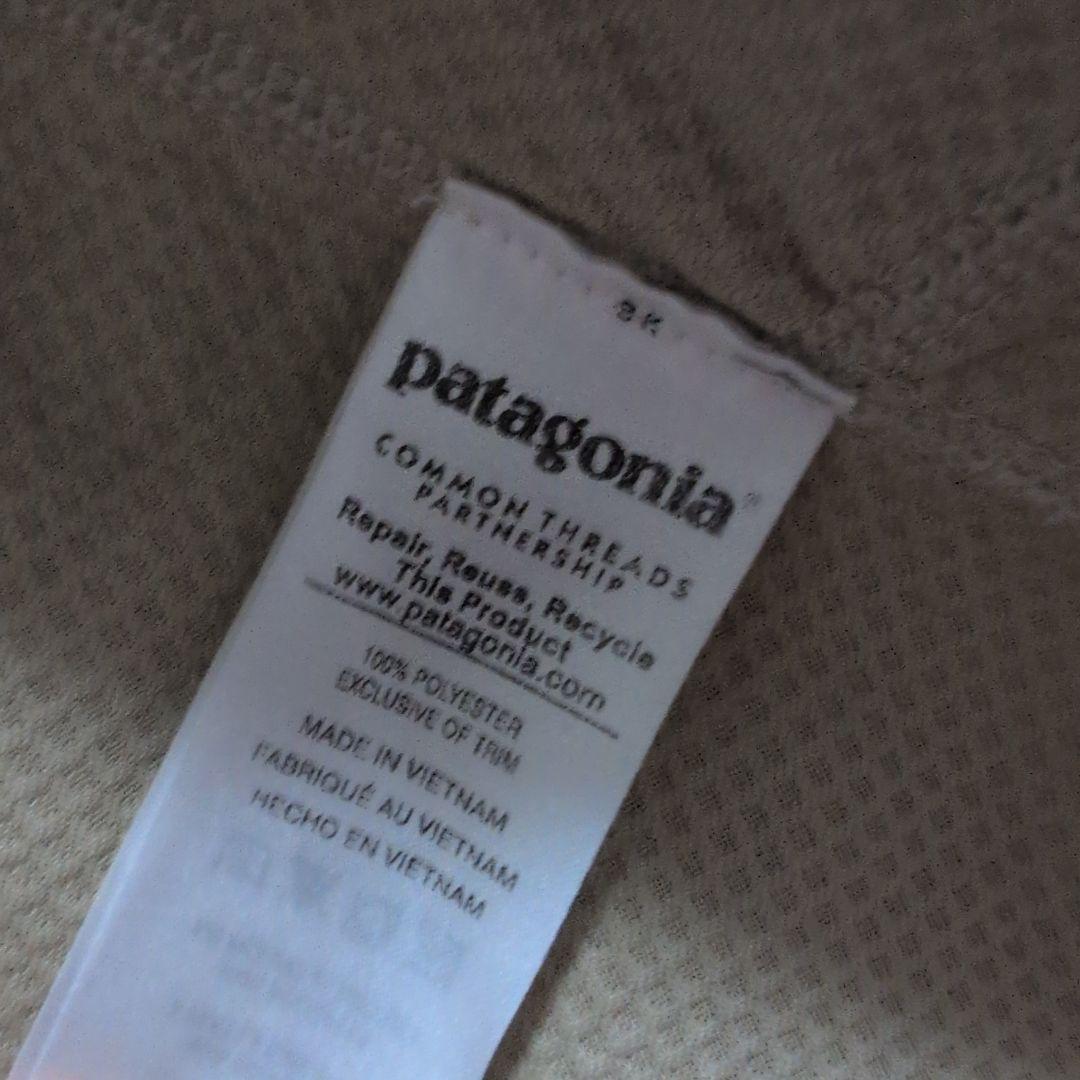 patagonia®
COMMON THREADS
PARTNERSHIP
Repair, Reuse, Recycle
This Product
www.patagonia.com
100% POLYESTER
EXCLUSIVE OF TRIM
MADE IN VIETNAM
FABRIQUÉ AU VIETNAM
HECHO EN VIETNAM